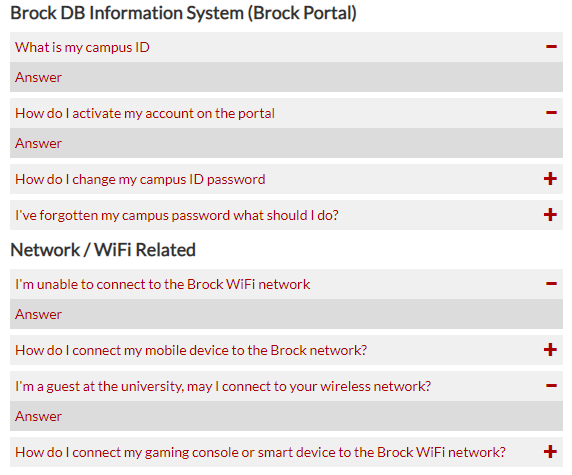 Brock DB Information System (Brock Portal)
What is my campus ID
Answer
How do I activate my account on the portal
Answer
How do I change my campus ID password
I've forgotten my campus password what should I do?
Network / WiFi Related
I'm unable to connect to the Brock WiFi network
Answer
How do I connect my mobile device to the Brock network?
I'm a guest at the university, may I connect to your wireless network?
Answer
How do I connect my gaming console or smart device to the Brock WiFi network?